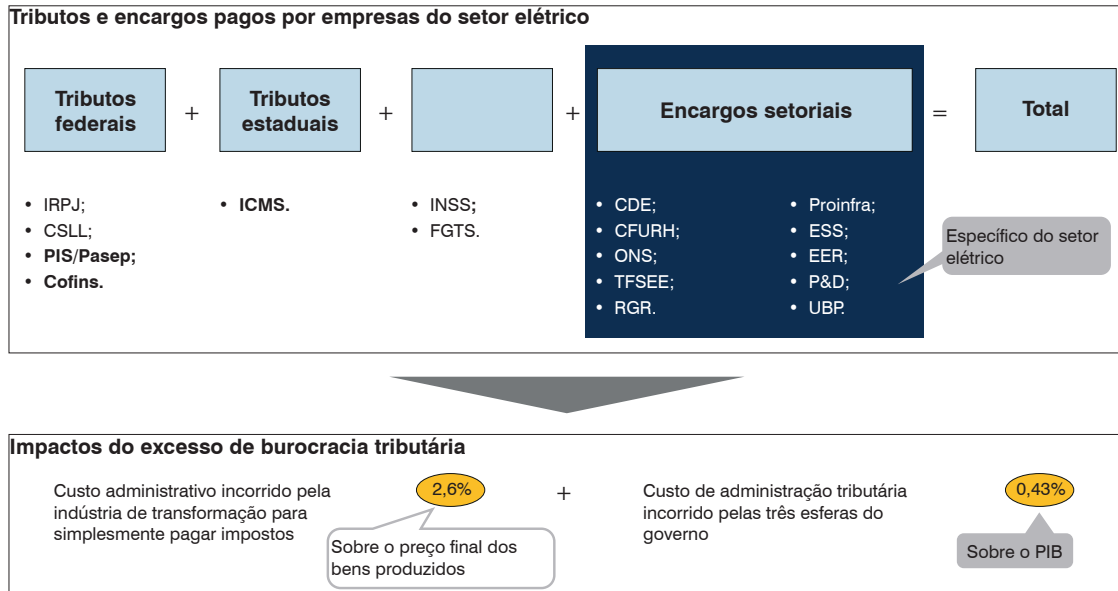 Tributos e encargos pagos por empresas do setor elétrico
Tributos
federais
+
Tributos
estaduais
+
+
Encargos setoriais
=
Total
• IRPJ;
• CSLL;
• PIS/Pasep;
• Cofins.
• ICMS.
• INSS;
• FGTS.
• CDE;
• CFURH;
• ONS;
• TFSEE;
• RGR.
• Proinfra;
• ESS;
• EER;
• P&D;
• UBP.
Específico do setor
elétrico
Impactos do excesso de burocracia tributária
Custo administrativo incorrido pela
indústria de transformação para
simplesmente pagar impostos
2,6%
Sobre o preço final dos
bens produzidos
+
Custo de administração tributária
incorrido pelas três esferas do
governo
0,43%
Sobre o PIB